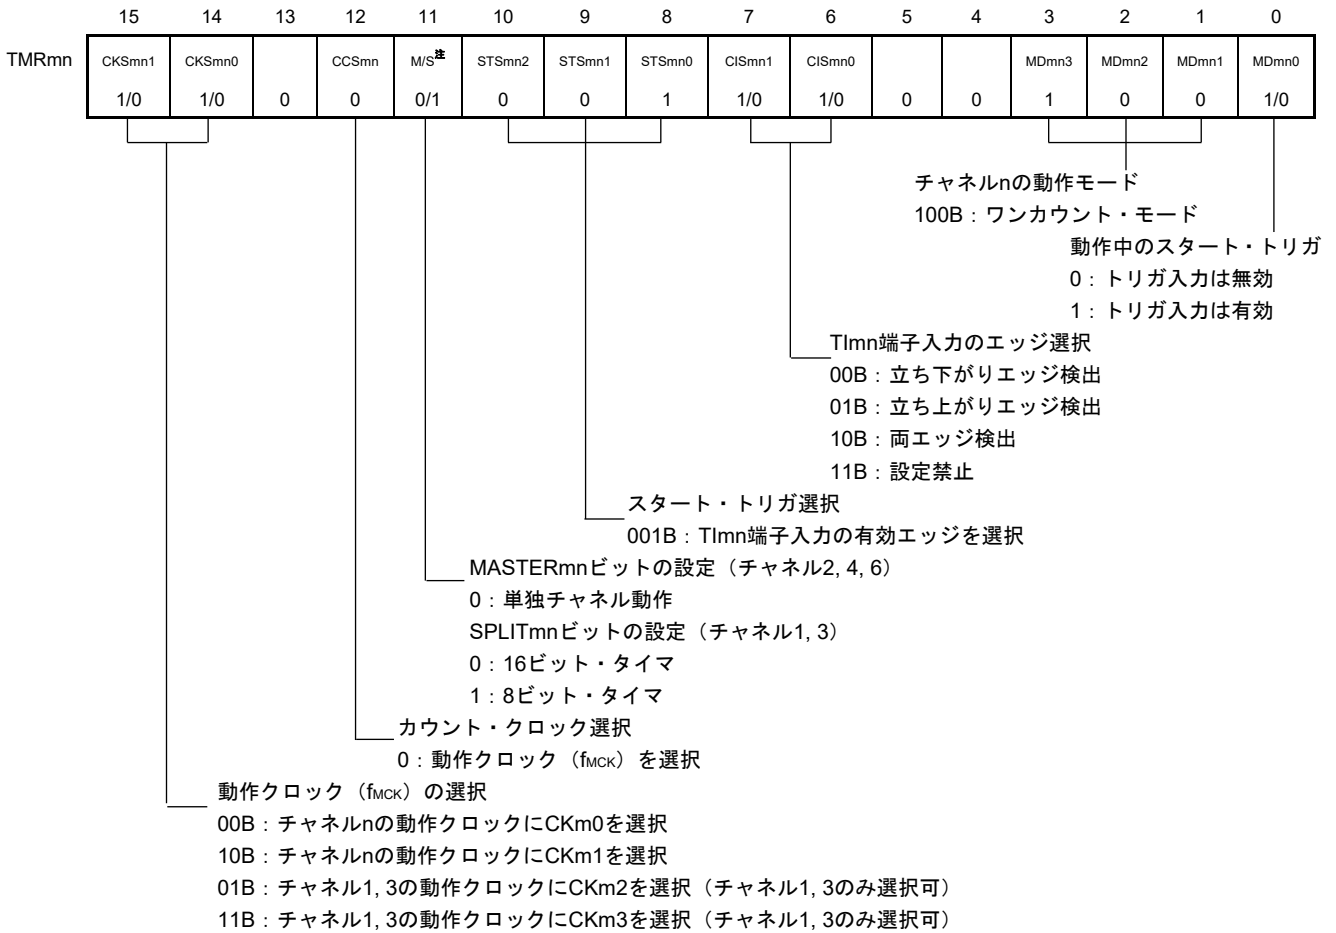 15 14 13 12 11 10 9 8 7 6 5 4 3 2 1 0
TMRmn CKSmn1 CKSmn0 CCSmn M/S注 STSmn2 STSmn1 STSmn0 CISmn1 CISmn0 MDmn3 MDmn2 MDmn1 MDmn0
1/0 1/0 0 0 0/1 0 0 1 1/0 1/0 0 0 1 0 0 1/0
チャネルnの動作モード
100B：ワンカウント・モード
動作中のスタート・トリガ
0：トリガ入力は無効
1：トリガ入力は有効
TImn端子入力のエッジ選択
00B：立ち下がりエッジ検出
01B：立ち上がりエッジ検出
10B：両エッジ検出
11B：設定禁止
スタート・トリガ選択
001B：TImn端子入力の有効エッジを選択
MASTERmnビットの設定（チャネル2, 4, 6）
0：単独チャネル動作
SPLITmnビットの設定（チャネル1, 3）
0：16ビット・タイマ
1：8ビット・タイマ
カウント・クロック選択
0：動作クロック（fMCK）を選択
動作クロック（fMCK）の選択
00B：チャネルnの動作クロックにCKm0を選択
10B：チャネルnの動作クロックにCKm1を選択
01B：チャネル1, 3の動作クロックにCKm2を選択（チャネル1, 3のみ選択可）
11B：チャネル1, 3の動作クロックにCKm3を選択（チャネル1, 3のみ選択可）